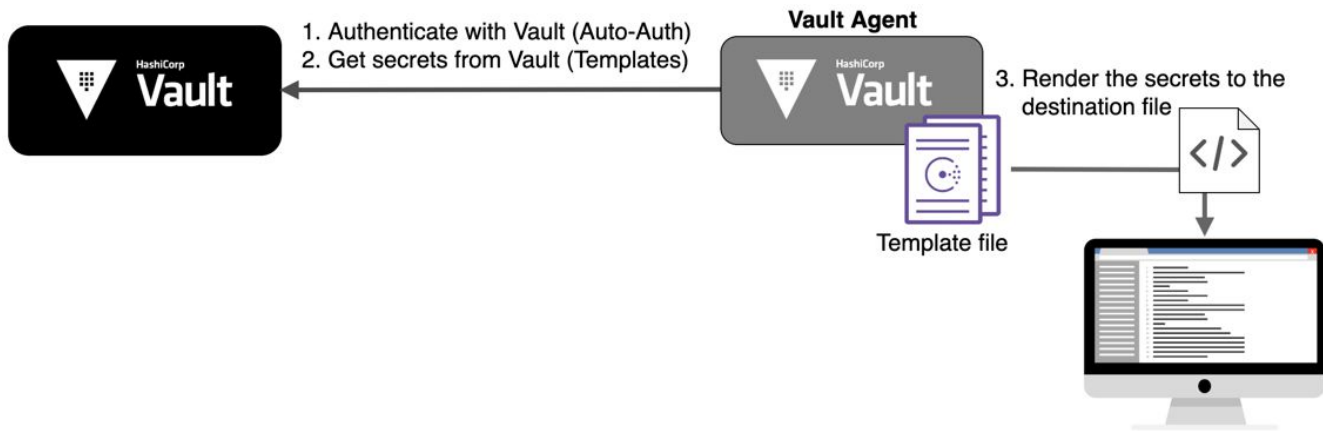 Vault Agent
1. Authenticate with Vault (Auto-Auth)
2. Get secrets from Vault (Templates)
HashiCorp
Vault
HashiCorp
Vault
3. Render the secrets to the
destination file
</>
Template file